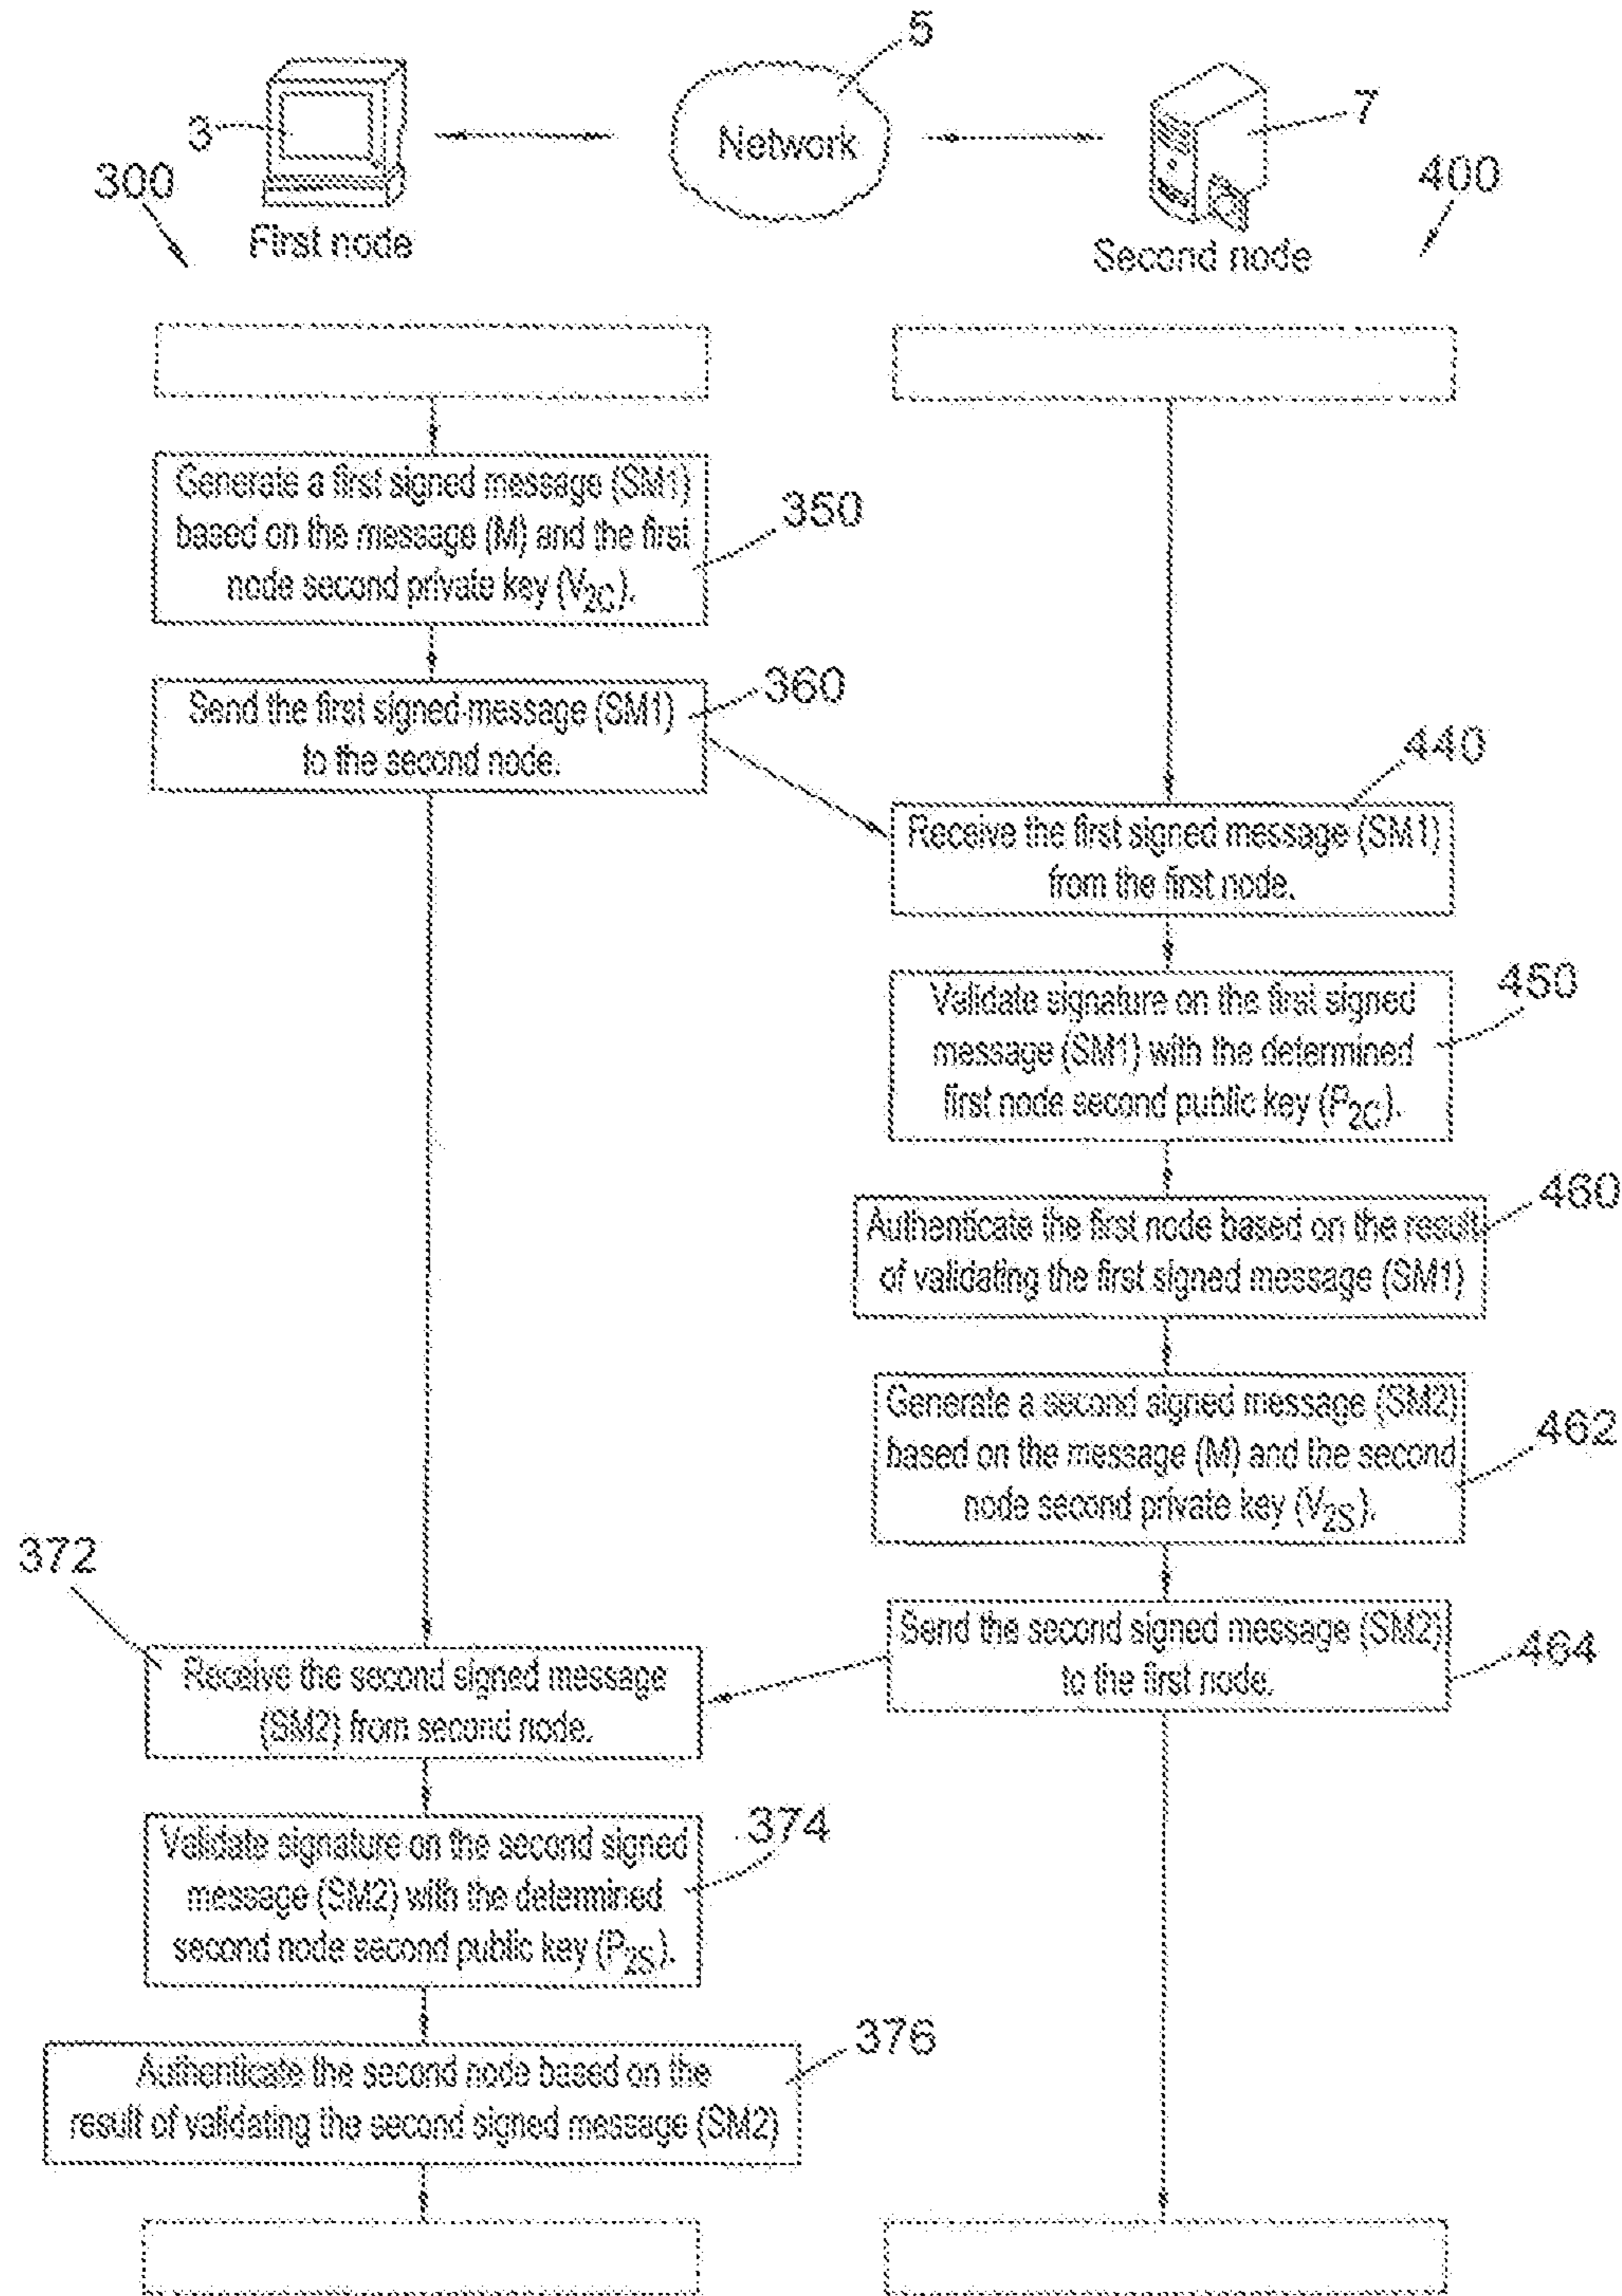 5
3
Network
7
300
400
First node
Second node
Generate a first signed message (SM1)
based on the message (M) and the first
node second private key (V2C).
350
Send the first signed message (SM1)
to the second node.
360
440
Receive the first signed message (SM1)
from the first node.
Validate signature on the first signed
message (SM1) with the determined
first node second public key (P2C).
450
Authenticate the first node based on the result
of validating the first signed message (SM1)
460
Generate a second signed message (SM2)
based on the message (M) and the second
node second private key (V2S).
462
Send the second signed message (SM2)
to the first node.
464
372
Receive the second signed message
(SM2) from second node.
Validate signature on the second signed
message (SM2) with the determined
second node second public key (P2S).
374
Authenticate the second node based on the
result of validating the second signed message (SM2)
376